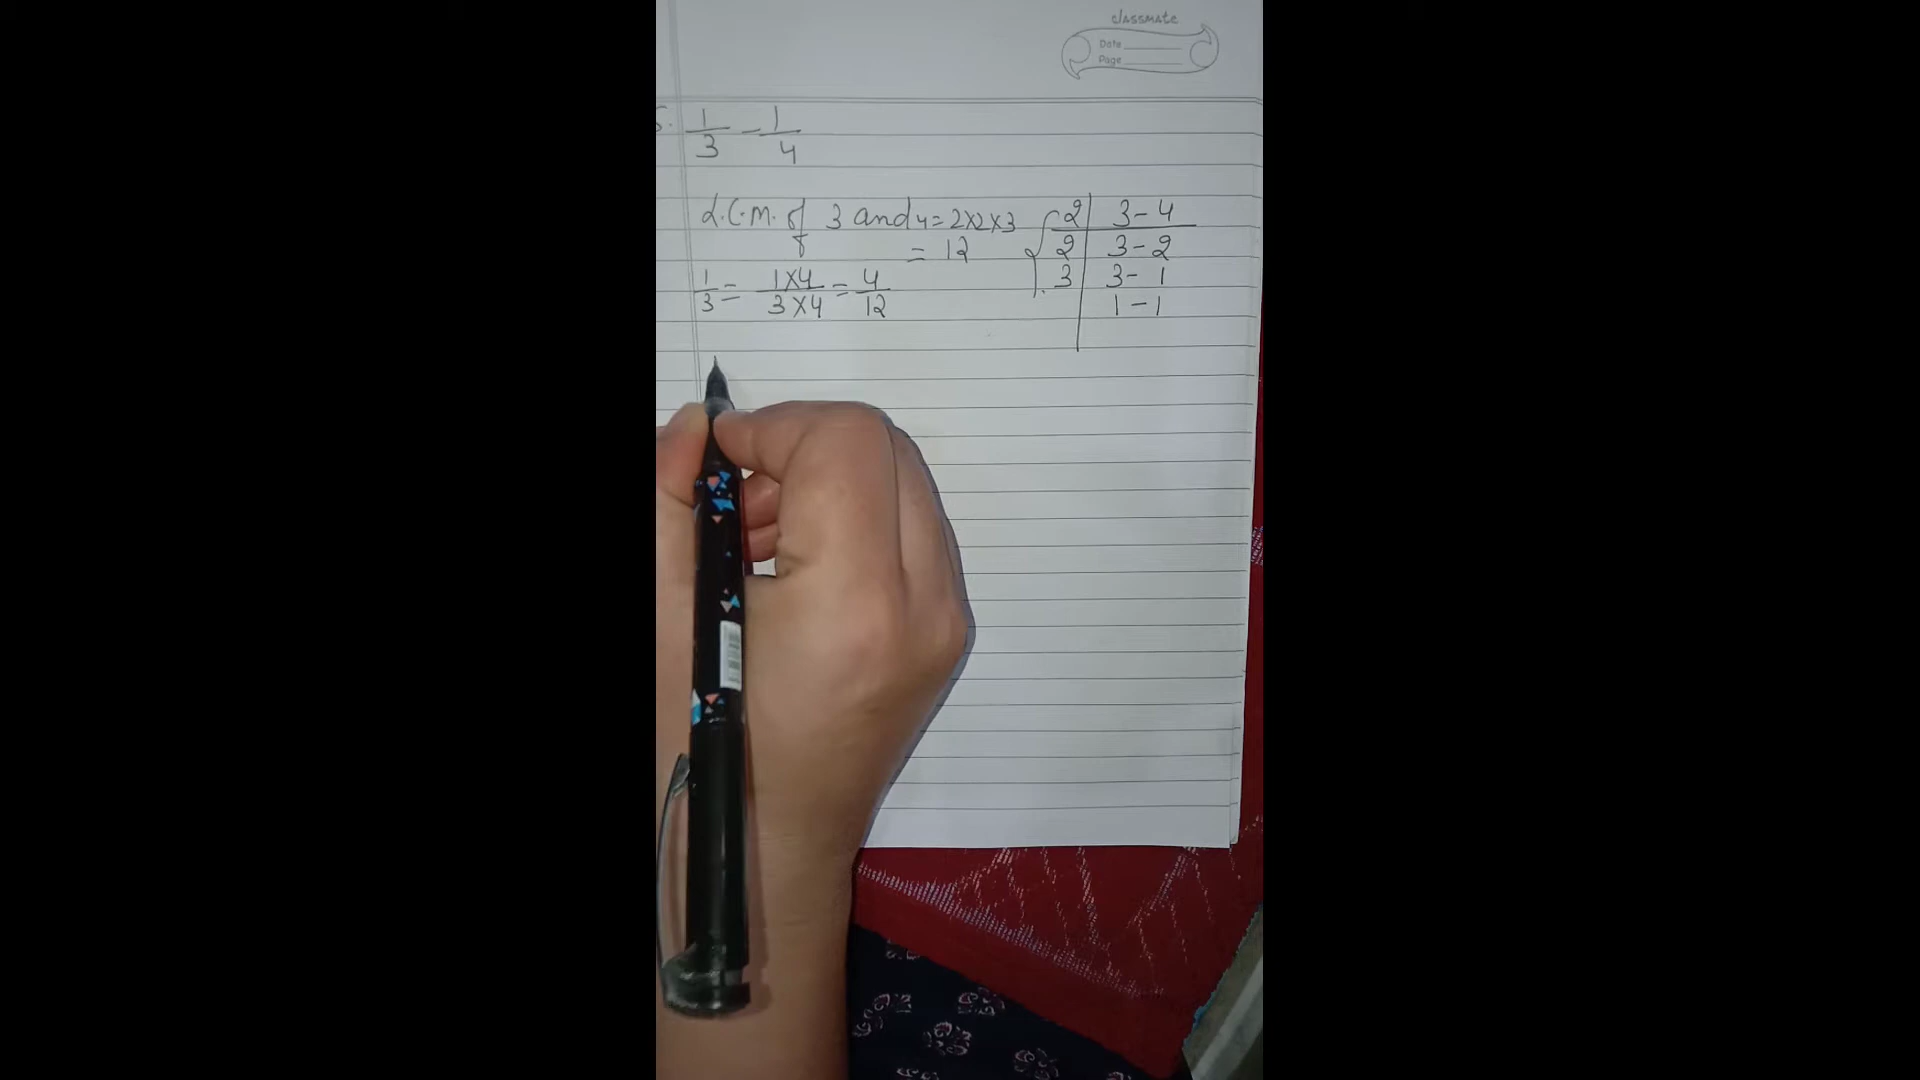 classmate
Date
Page
5. 1/3 - 1/4
L.C.M. of 3 and 4 = 2×2×3
= 12
1/3 = 1×4/3×4 = 4/12
2 | 3 - 4
2 | 3 - 2
3 | 3 - 1
1 - 1